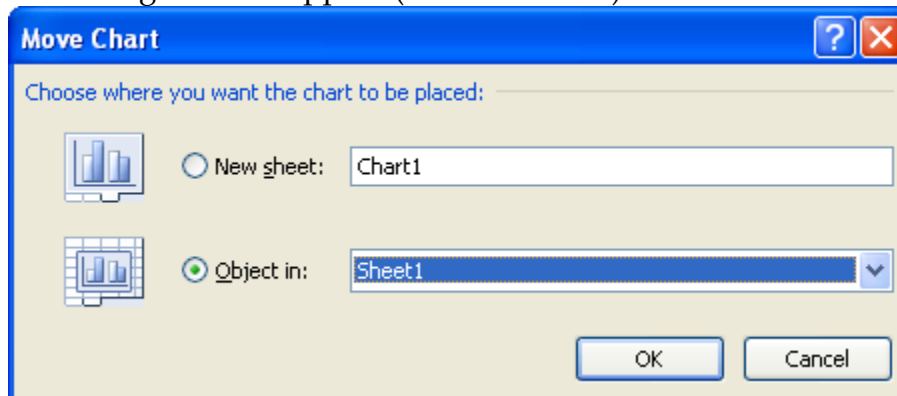 Move Chart
Choose where you want the chart to be placed:
New sheet: Chart1
Object in: Sheet1
OK Cancel